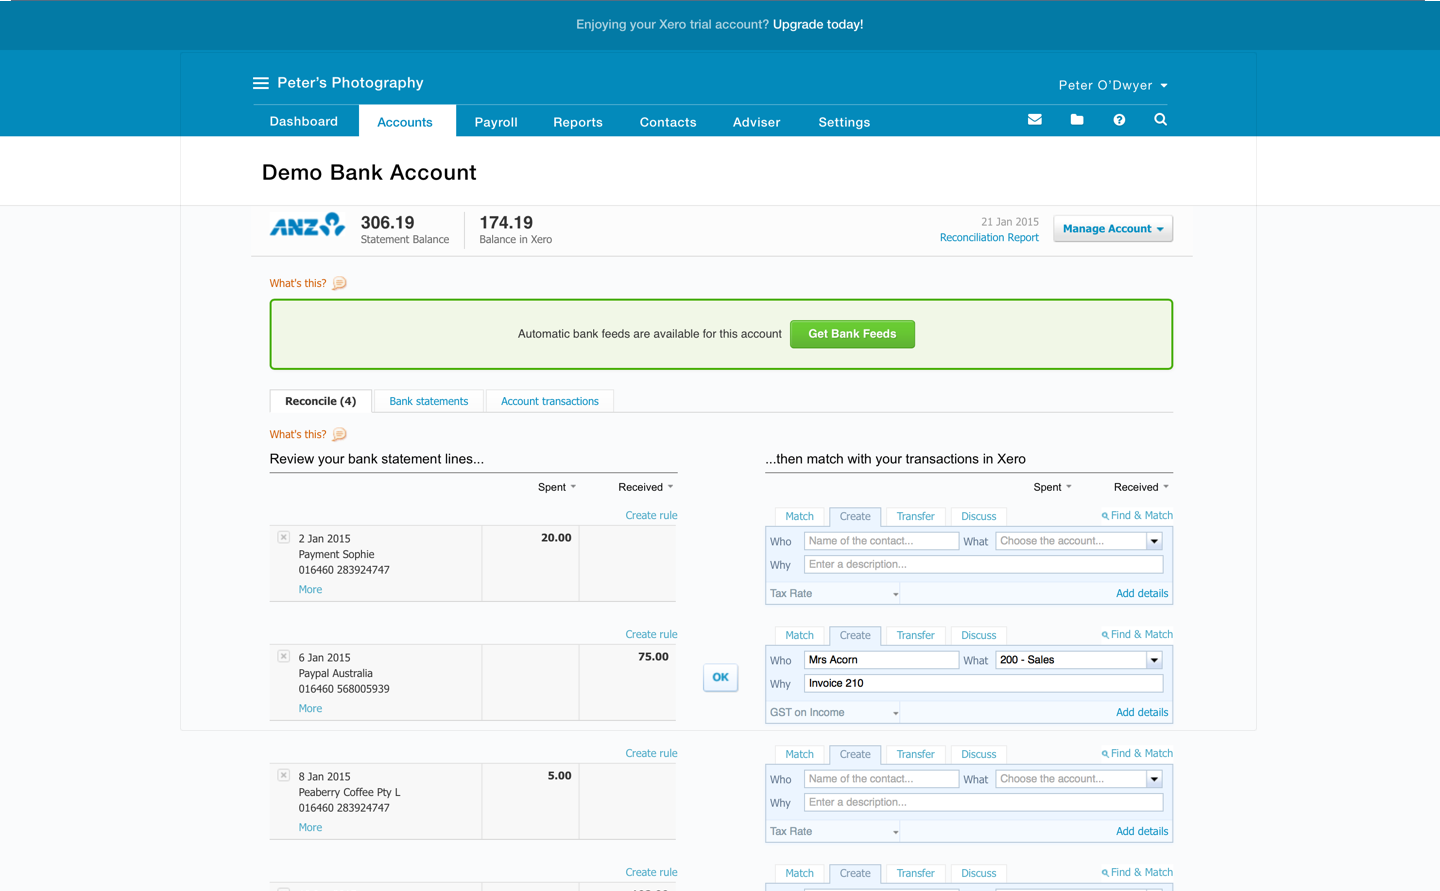 Enjoying your Xero trial account? Upgrade today!
Peter's Photography
Peter O'Dwyer
Dashboard Accounts Payroll Reports Contacts Adviser Settings
Demo Bank Account
ANZ 306.19 174.19 21 Jan 2015
Statement Balance Balance in Xero Reconciliation Report Manage Account
What's this?
Automatic bank feeds are available for this account Get Bank Feeds
Reconcile (4) Bank statements Account transactions
What's this?
Review your bank statement lines... ...then match with your transactions in Xero
Spent Received Spent Received
Create rule Match Create Transfer Discuss Find & Match
2 Jan 2015 20.00 Who Name of the contact... What Choose the account...
Payment Sophie
016460 283924747 Why Enter a description...
More Tax Rate Add details
Create rule Match Create Transfer Discuss Find & Match
6 Jan 2015 75.00 Who Mrs Acorn What 200 - Sales
Paypal Australia OK
016460 568005939 Why Invoice 210
More GST on Income Add details
Create rule Match Create Transfer Discuss Find & Match
8 Jan 2015 5.00 Who Name of the contact... What Choose the account...
Peaberry Coffee Pty L
016460 283924747 Why Enter a description...
More Tax Rate Add details
Create rule Match Create Transfer Discuss Find & Match